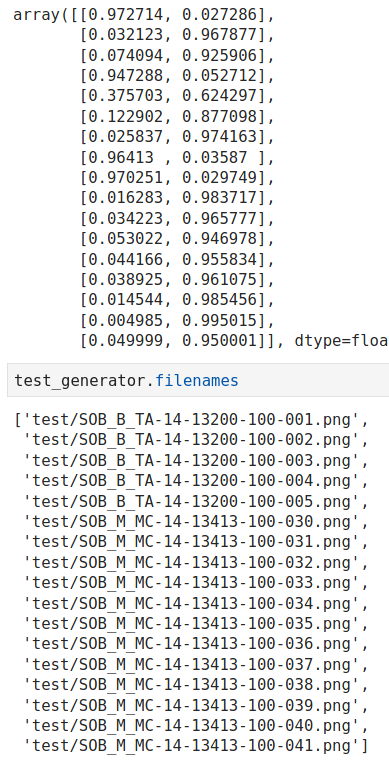 array([[0.972714, 0.027286],
       [0.032123, 0.967877],
       [0.074094, 0.925906],
       [0.947288, 0.052712],
       [0.375703, 0.624297],
       [0.122902, 0.877098],
       [0.025837, 0.974163],
       [0.96413 , 0.03587 ],
       [0.970251, 0.029749],
       [0.016283, 0.983717],
       [0.034223, 0.965777],
       [0.053022, 0.946978],
       [0.044166, 0.955834],
       [0.038925, 0.961075],
       [0.014544, 0.985456],
       [0.004985, 0.995015],
       [0.049999, 0.950001]], dtype=floa
test_generator.filenames
['test/SOB_B_TA-14-13200-100-001.png',
 'test/SOB_B_TA-14-13200-100-002.png',
 'test/SOB_B_TA-14-13200-100-003.png',
 'test/SOB_B_TA-14-13200-100-004.png',
 'test/SOB_B_TA-14-13200-100-005.png',
 'test/SOB_M_MC-14-13413-100-030.png',
 'test/SOB_M_MC-14-13413-100-031.png',
 'test/SOB_M_MC-14-13413-100-032.png',
 'test/SOB_M_MC-14-13413-100-033.png',
 'test/SOB_M_MC-14-13413-100-034.png',
 'test/SOB_M_MC-14-13413-100-035.png',
 'test/SOB_M_MC-14-13413-100-036.png',
 'test/SOB_M_MC-14-13413-100-037.png',
 'test/SOB_M_MC-14-13413-100-038.png',
 'test/SOB_M_MC-14-13413-100-039.png',
 'test/SOB_M_MC-14-13413-100-040.png',
 'test/SOB_M_MC-14-13413-100-041.png']